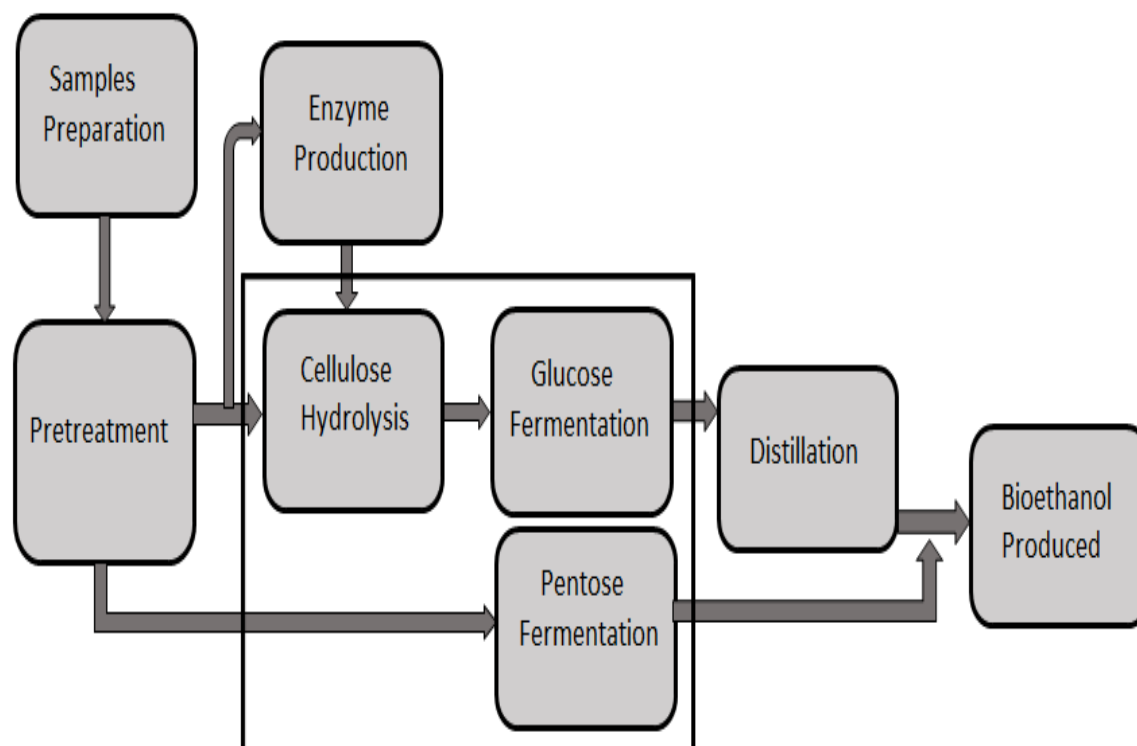 Samples
Preparation
Enzyme
Production
Pretreatment
Cellulose
Hydrolysis
Glucose
Fermentation
Distillation
Bioethanol
Produced
Pentose
Fermentation